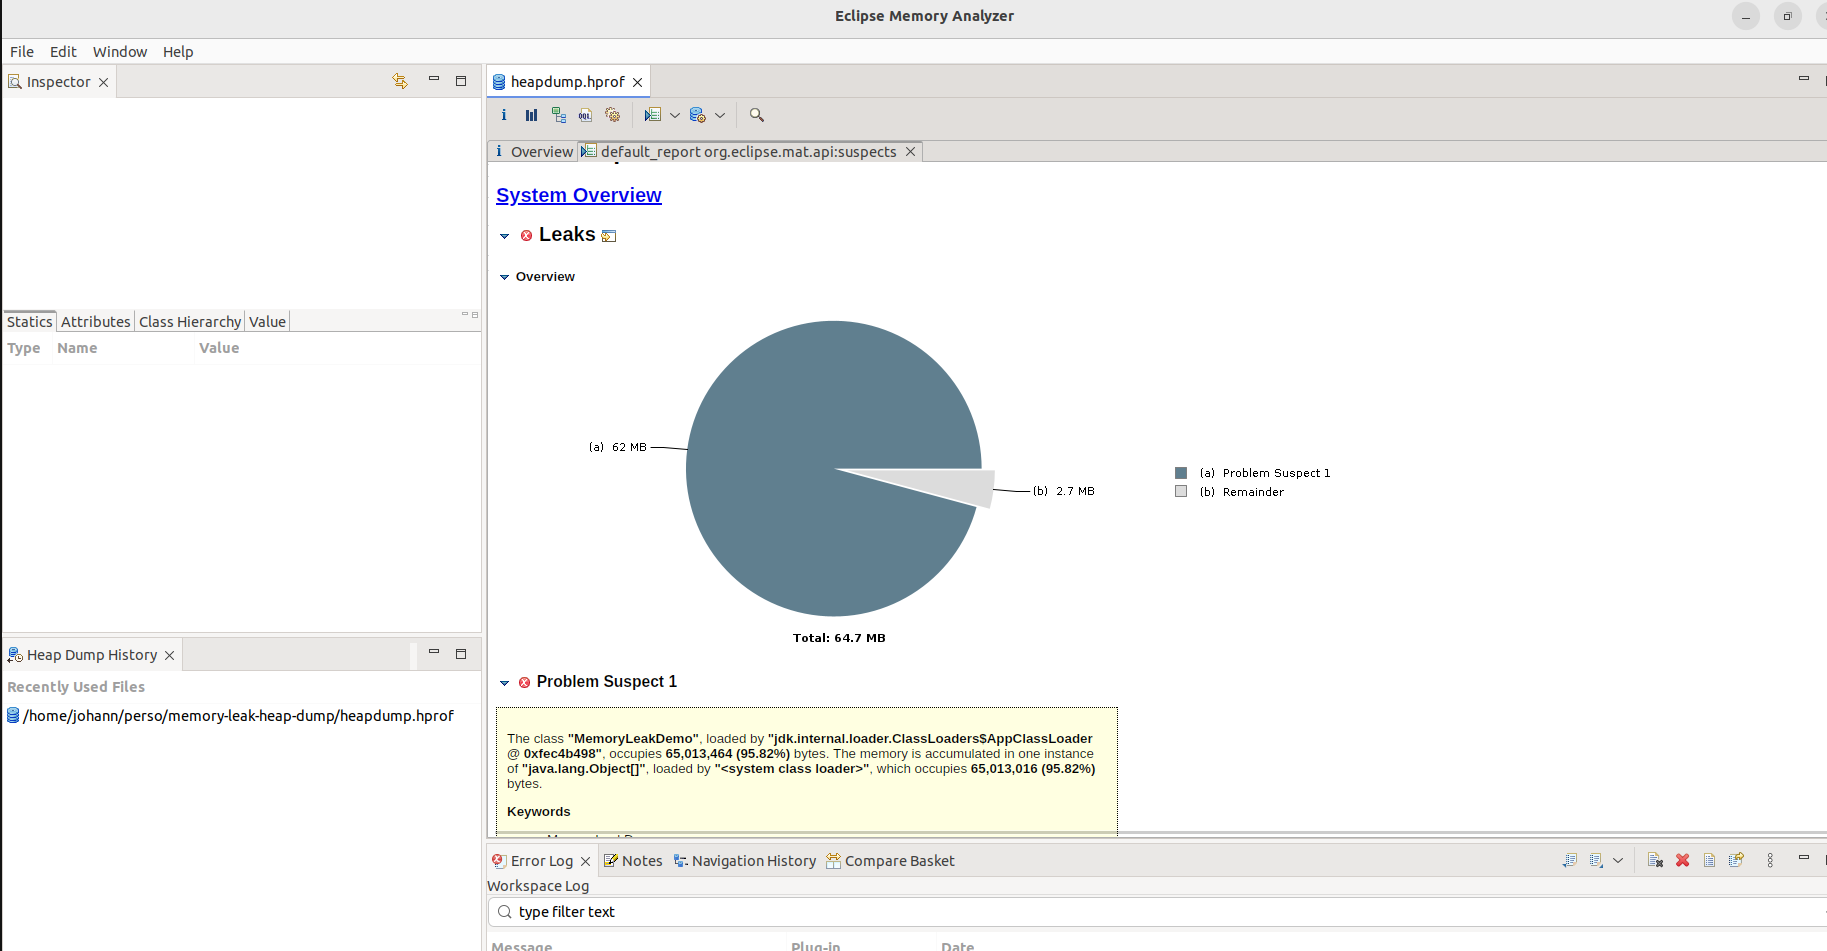 Eclipse Memory Analyzer
File Edit Window Help
Inspector
heapdump.hprof
Overview default_report org.eclipse.mat.api:suspects
System Overview
Leaks
Overview
(a) 62 MB
(b) 2.7 MB
(a) Problem Suspect 1
(b) Remainder
Total: 64.7 MB
Problem Suspect 1
The class "MemoryLeakDemo", loaded by "jdk.internal.loader.ClassLoaders$AppClassLoader
@ 0xfec4b498", occupies 65,013,464 (95.82%) bytes. The memory is accumulated in one instance
of "java.lang.Object[]", loaded by "<system class loader>", which occupies 65,013,016 (95.82%)
bytes.
Keywords
Statics Attributes Class Hierarchy Value
Type Name Value
Heap Dump History
Recently Used Files
/home/johann/perso/memory-leak-heap-dump/heapdump.hprof
Error Log Notes Navigation History Compare Basket
Workspace Log
type filter text
Message Plug-in Date